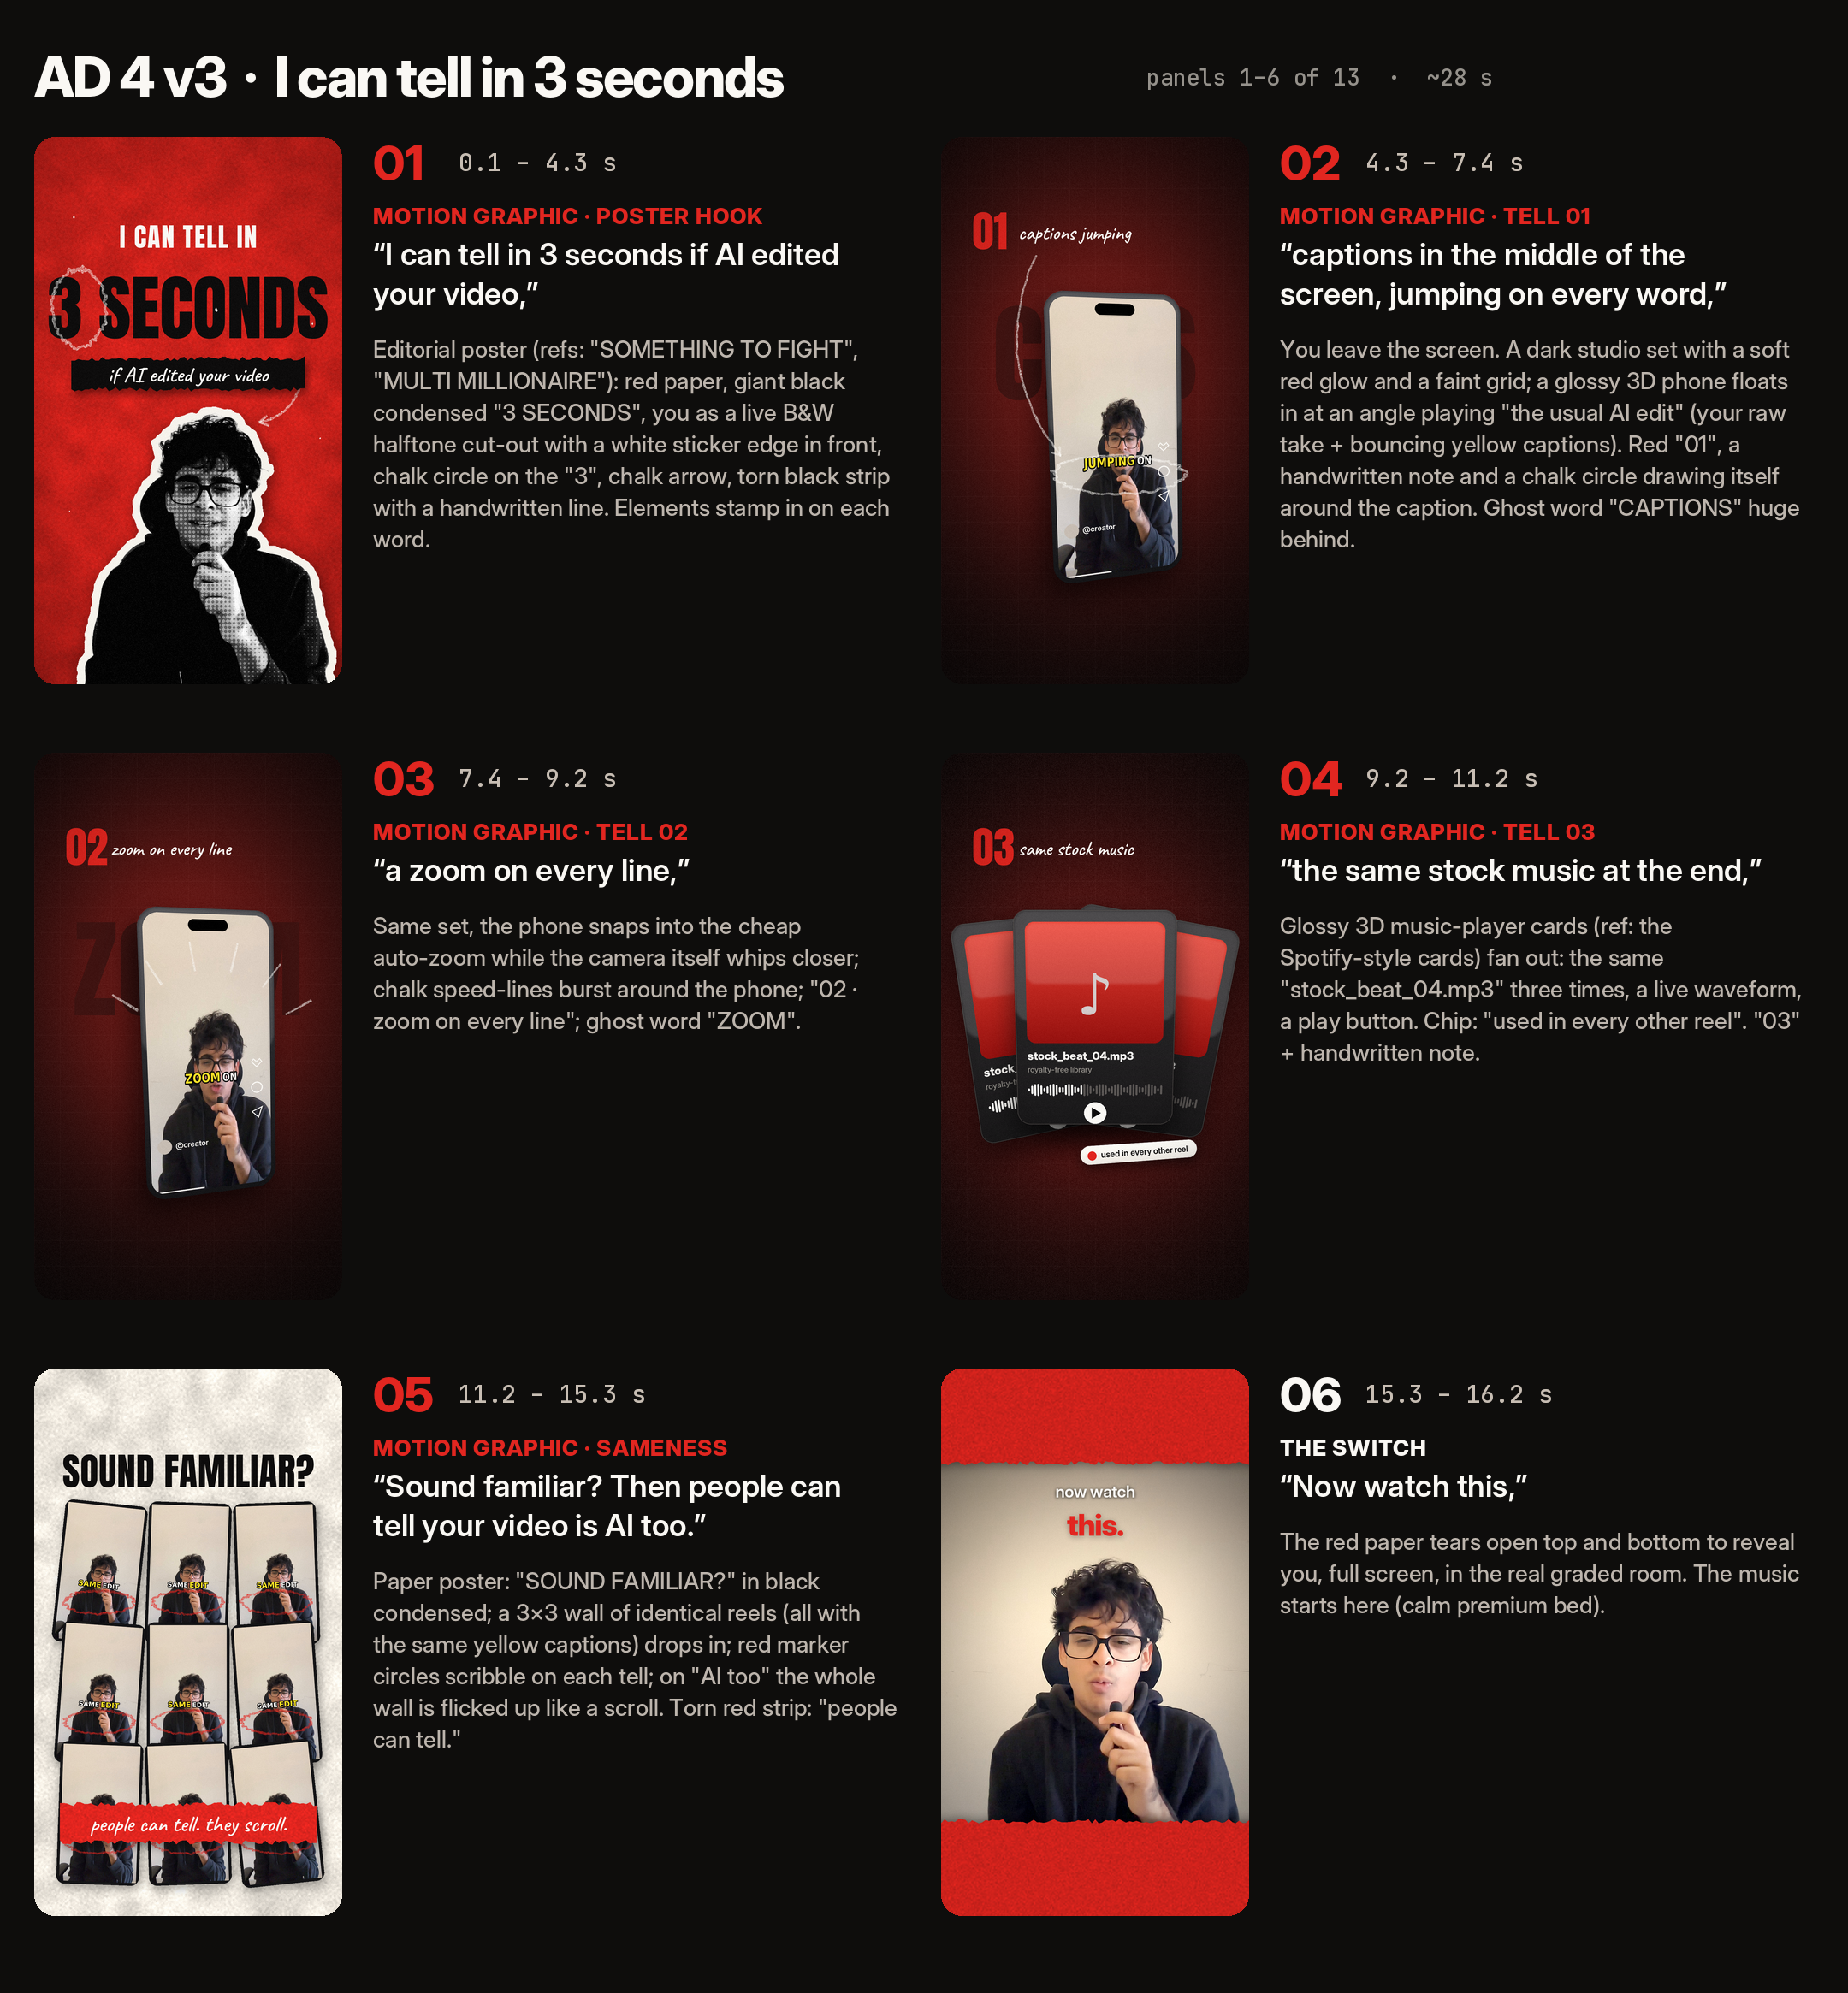 AD 4 v3 · I can tell in 3 seconds
panels 1–6 of 13 · ~28 s
I CAN TELL IN
3 SECONDS
if AI edited your video
01 0.1 – 4.3 s
MOTION GRAPHIC · POSTER HOOK
“I can tell in 3 seconds if AI edited
your video,”
Editorial poster (refs: "SOMETHING TO FIGHT",
"MULTI MILLIONAIRE"): red paper, giant black
condensed "3 SECONDS", you as a live B&W
halftone cut-out with a white sticker edge in front,
chalk circle on the "3", chalk arrow, torn black strip
with a handwritten line. Elements stamp in on each
word.
01 captions jumping
JUMPING ON
@creator
02 4.3 – 7.4 s
MOTION GRAPHIC · TELL 01
“captions in the middle of the
screen, jumping on every word,”
You leave the screen. A dark studio set with a soft
red glow and a faint grid; a glossy 3D phone floats
in at an angle playing "the usual AI edit" (your raw
take + bouncing yellow captions). Red "01", a
handwritten note and a chalk circle drawing itself
around the caption. Ghost word "CAPTIONS" huge
behind.
02 zoom on every line
ZOOM ON
@creator
03 7.4 – 9.2 s
MOTION GRAPHIC · TELL 02
“a zoom on every line,”
Same set, the phone snaps into the cheap
auto-zoom while the camera itself whips closer;
chalk speed-lines burst around the phone; "02 ·
zoom on every line"; ghost word "ZOOM".
03 same stock music
stock_beat_04.mp3
royalty-free library
used in every other reel
04 9.2 – 11.2 s
MOTION GRAPHIC · TELL 03
“the same stock music at the end,”
Glossy 3D music-player cards (ref: the
Spotify-style cards) fan out: the same
"stock_beat_04.mp3" three times, a live waveform,
a play button. Chip: "used in every other reel". "03"
+ handwritten note.
SOUND FAMILIAR?
SAME EDIT SAME EDIT SAME EDIT
SAME EDIT SAME EDIT SAME EDIT
people can tell. they scroll.
05 11.2 – 15.3 s
MOTION GRAPHIC · SAMENESS
“Sound familiar? Then people can
tell your video is AI too.”
Paper poster: "SOUND FAMILIAR?" in black
condensed; a 3×3 wall of identical reels (all with
the same yellow captions) drops in; red marker
circles scribble on each tell; on "AI too" the whole
wall is flicked up like a scroll. Torn red strip: "people
can tell."
now watch
this.
06 15.3 – 16.2 s
THE SWITCH
“Now watch this,”
The red paper tears open top and bottom to reveal
you, full screen, in the real graded room. The music
starts here (calm premium bed).